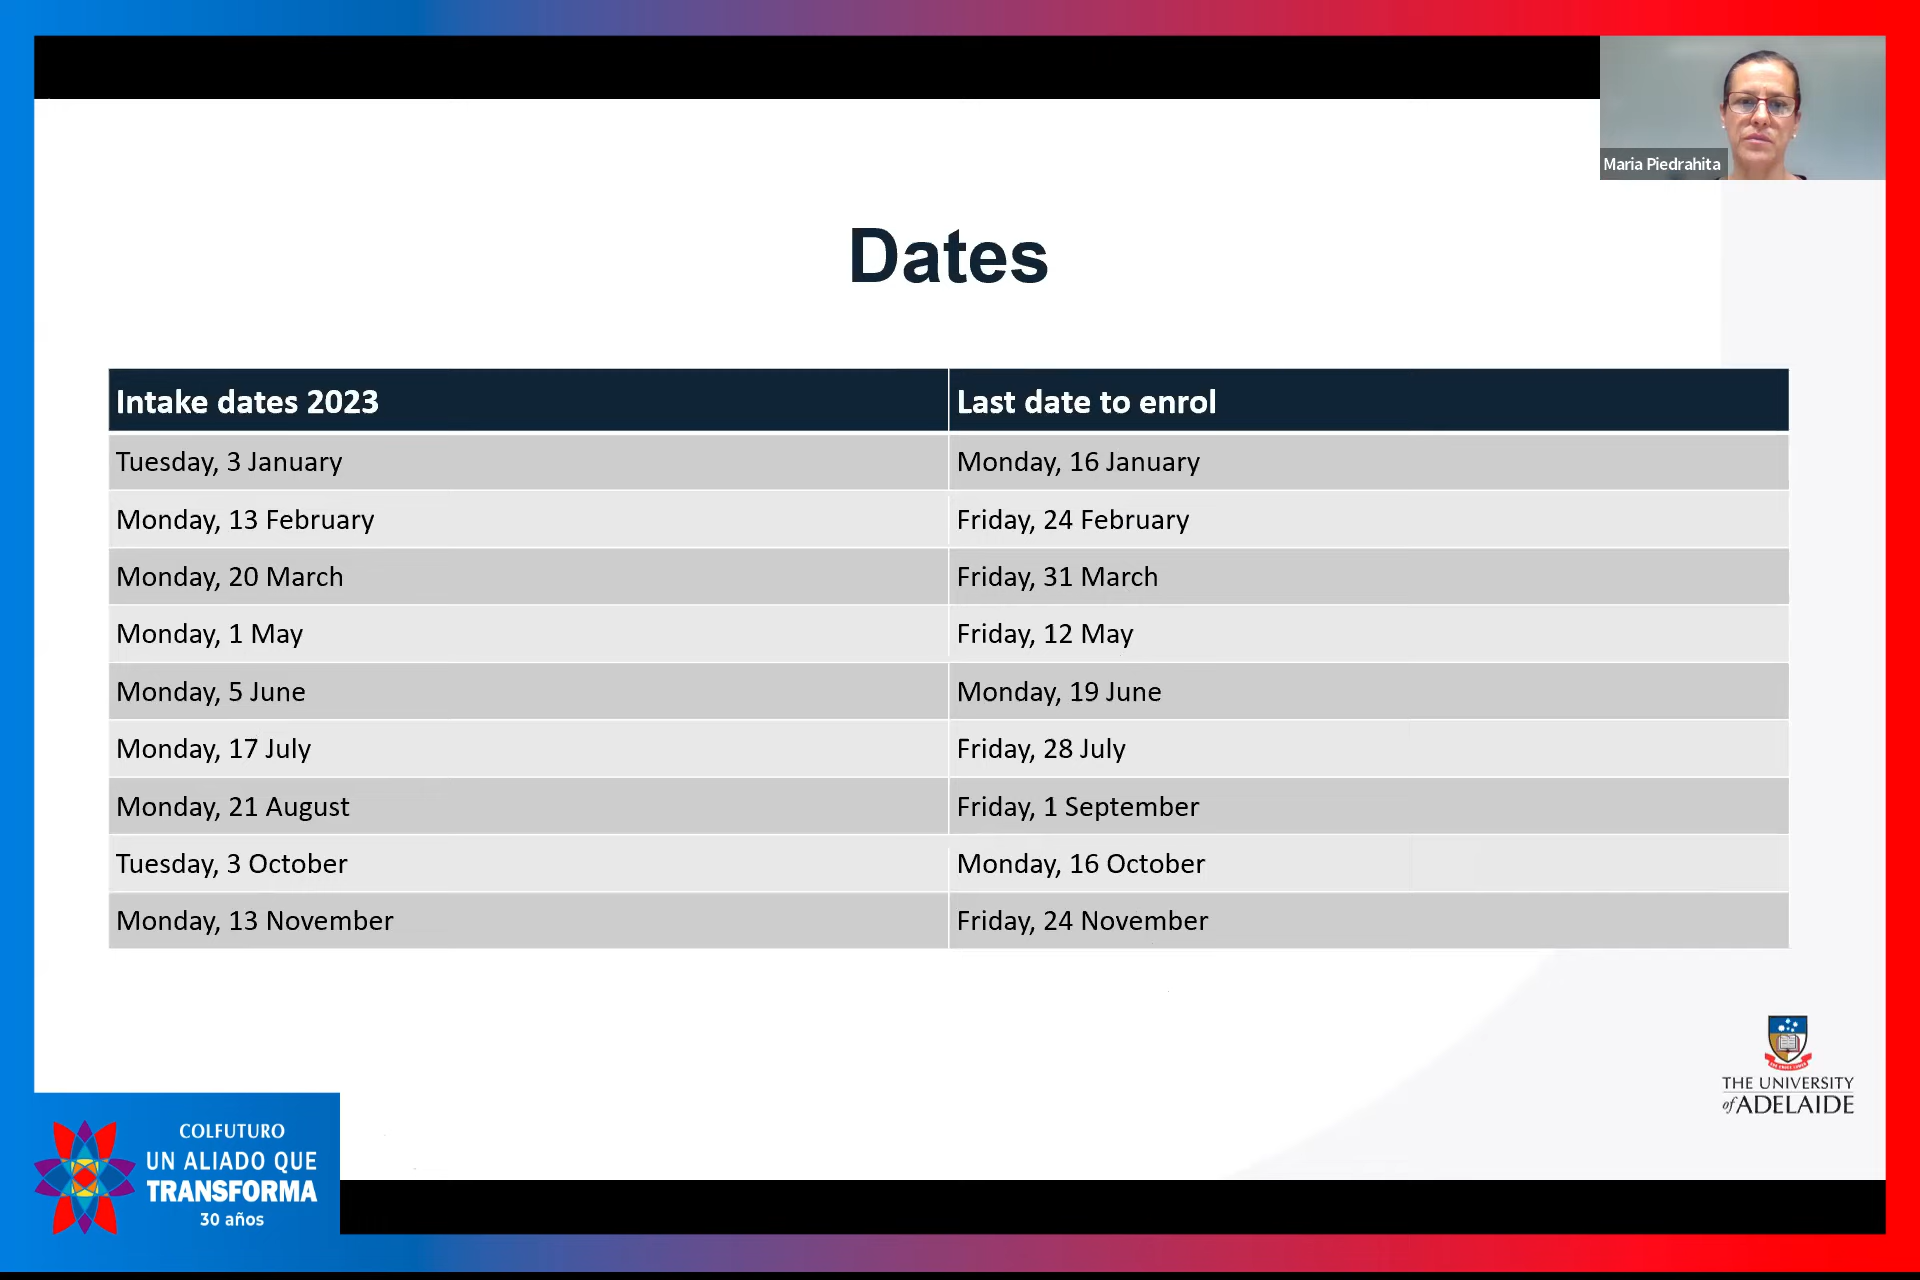 Maria Piedrahita
Dates
Intake dates 2023 Last date to enrol
Tuesday, 3 January Monday, 16 January
Monday, 13 February Friday, 24 February
Monday, 20 March Friday, 31 March
Monday, 1 May Friday, 12 May
Monday, 5 June Monday, 19 June
Monday, 17 July Friday, 28 July
Monday, 21 August Friday, 1 September
Tuesday, 3 October Monday, 16 October
Monday, 13 November Friday, 24 November
THE UNIVERSITY
of ADELAIDE
COLFUTURO
UN ALIADO QUE
TRANSFORMA
30 años